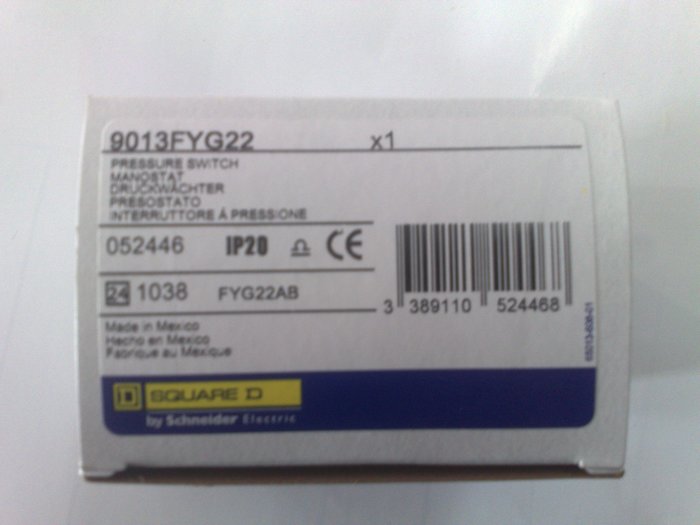 9013FYG22 x1
PRESSURE SWITCH
MANOSTAT
DRUCKWÄCHTER
PRESOSTATO
INTERRUTTORE Á PRESSIONE
052446 IP20 CE
24 1038 FYG22AB
3 389110 524468
Made in Mexico
Hecho en Mexico
Fabrique au Mexique
SQUARE D
by Schneider Electric